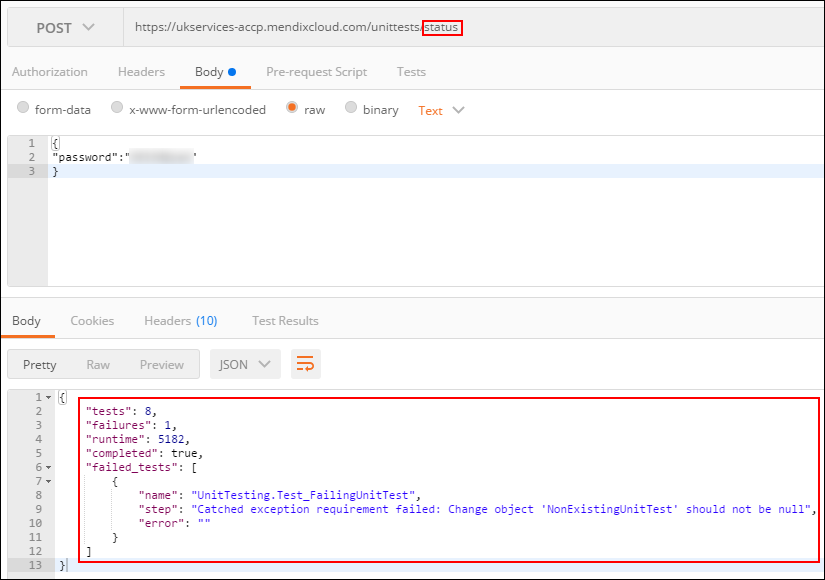 POST https://ukservices-accp.mendixcloud.com/unittests/status
Authorization Headers Body Pre-request Script Tests
form-data x-www-form-urlencoded raw binary Text
1 {
2 "password":" "
3 }
Body Cookies Headers (10) Test Results
Pretty Raw Preview JSON
1 {
2 "tests": 8,
3 "failures": 1,
4 "runtime": 5182,
5 "completed": true,
6 "failed_tests": [
7 {
8 "name": "UnitTesting.Test_FailingUnitTest",
9 "step": "Catched exception requirement failed: Change object 'NonExistingUnitTest' should not be null",
10 "error": ""
11 }
12 ]
13 }